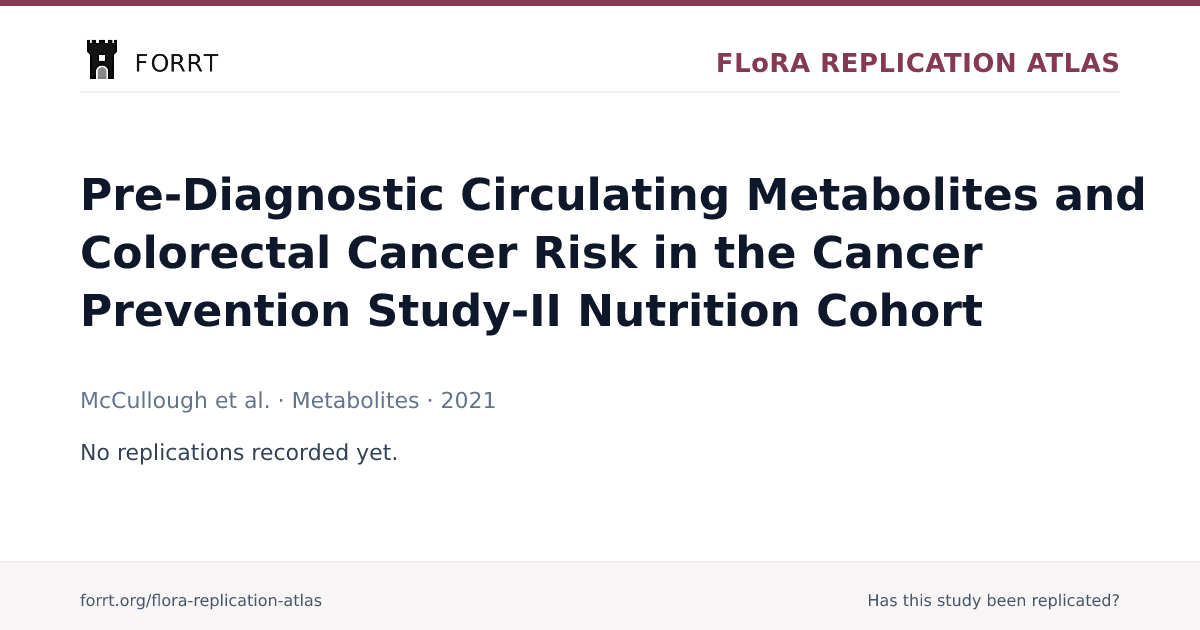 FORRT
FLoRA REPLICATION ATLAS
Pre-Diagnostic Circulating Metabolites and
Colorectal Cancer Risk in the Cancer
Prevention Study-II Nutrition Cohort
McCullough et al. · Metabolites · 2021
No replications recorded yet.
forrt.org/flora-replication-atlas
Has this study been replicated?